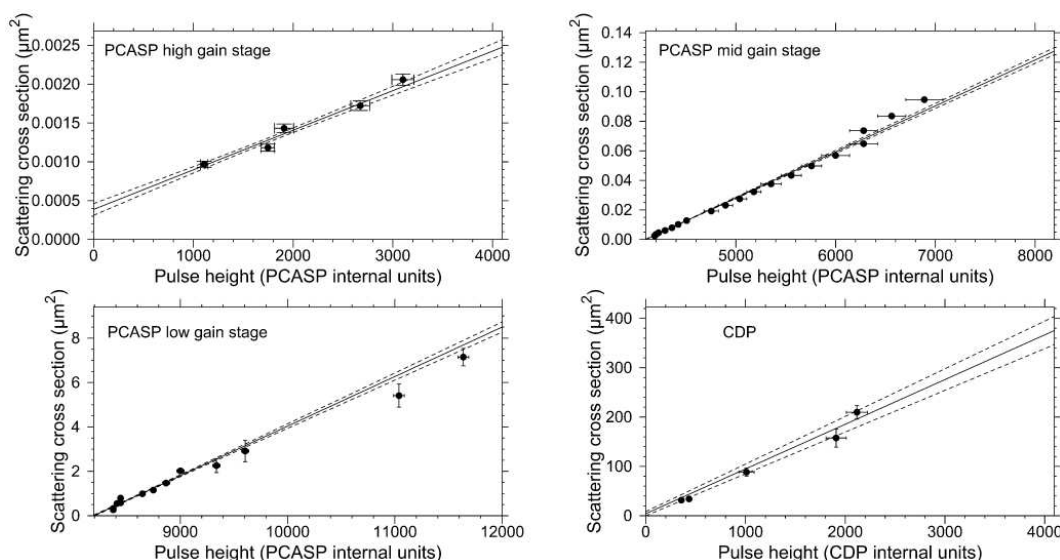 Scattering cross section (µm²)
0.0025
0.0020
0.0015
0.0010
0.0005
0.0000
PCASP high gain stage
0 1000 2000 3000 4000
Pulse height (PCASP internal units)
Scattering cross section (µm²)
0.14
0.12
0.10
0.08
0.06
0.04
0.02
0.00
PCASP mid gain stage
5000 6000 7000 8000
Pulse height (PCASP internal units)
Scattering cross section (µm²)
8
6
4
2
0
PCASP low gain stage
9000 10000 11000 12000
Pulse height (PCASP internal units)
Scattering cross section (µm²)
400
300
200
100
0
CDP
0 1000 2000 3000 4000
Pulse height (CDP internal units)